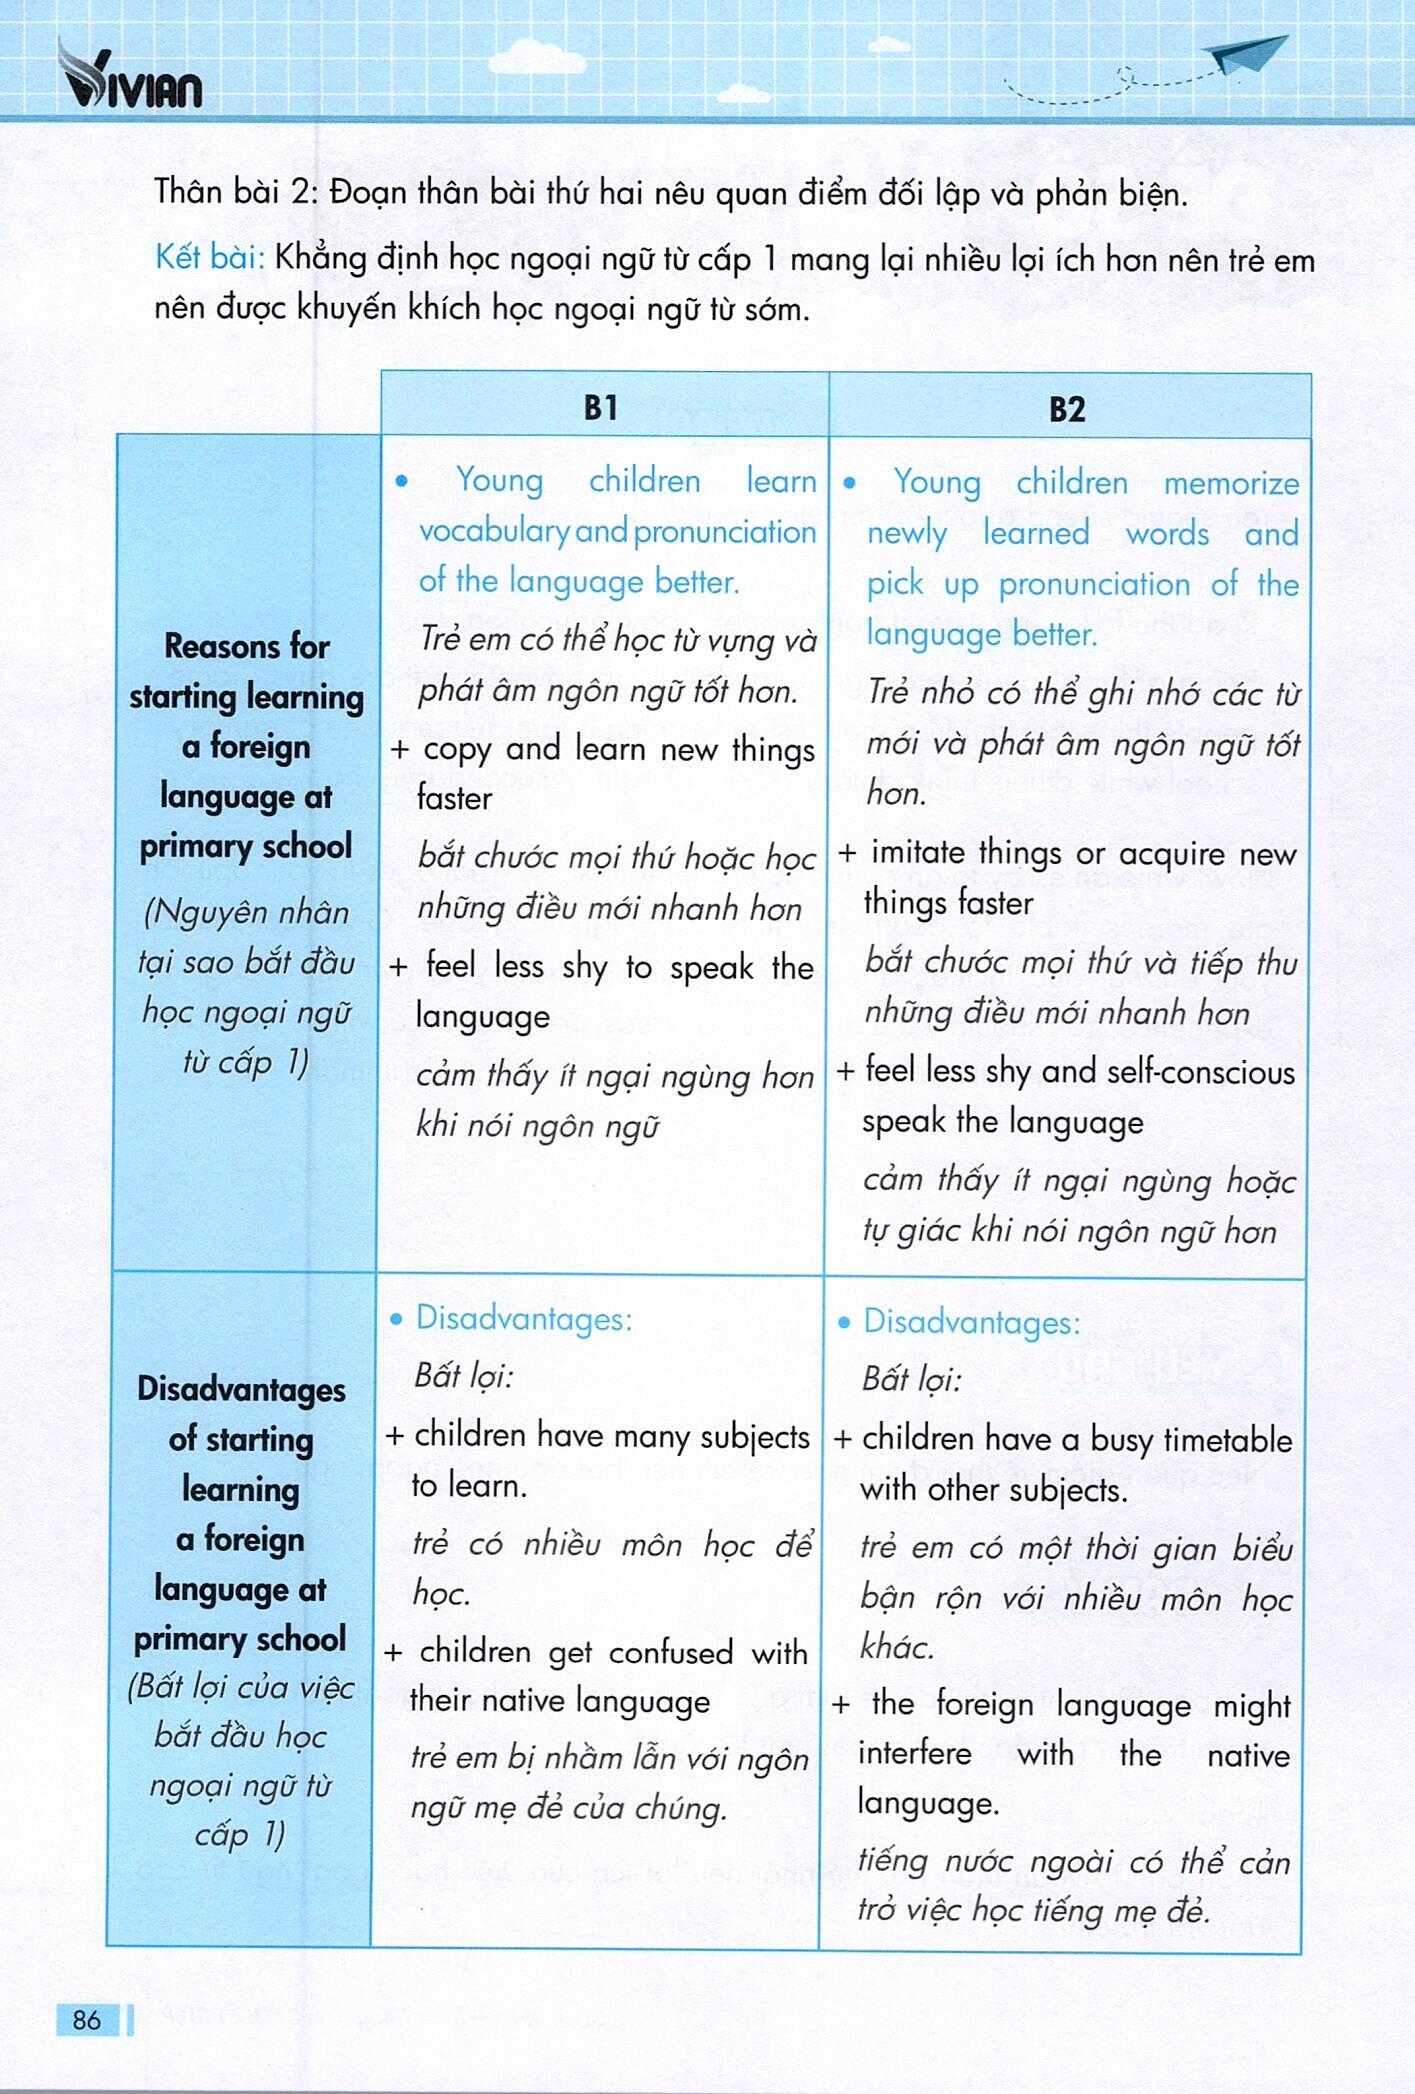 VIVIAN
Thân bài 2: Đoạn thân bài thứ hai nêu quan điểm đối lập và phản biện.
Kết bài: Khẳng định học ngoại ngữ từ cấp 1 mang lại nhiều lợi ích hơn nên trẻ em
nên được khuyến khích học ngoại ngữ từ sớm.
B1
B2
Reasons for
starting learning
a foreign
language at
primary school
(Nguyên nhân
tại sao bắt đầu
học ngoại ngữ
từ cấp 1)
• Young children learn
vocabulary and pronunciation
of the language better.
Trẻ em có thể học từ vựng và
phát âm ngôn ngữ tốt hơn.
+ copy and learn new things
faster
bắt chước mọi thứ hoặc học
những điều mới nhanh hơn
+ feel less shy to speak the
language
cảm thấy ít ngại ngùng hơn
khi nói ngôn ngữ
• Young children memorize
newly learned words and
pick up pronunciation of the
language better.
Trẻ nhỏ có thể ghi nhớ các từ
mới và phát âm ngôn ngữ tốt
hơn.
+ imitate things or acquire new
things faster
bắt chước mọi thứ và tiếp thu
những điều mới nhanh hơn
+ feel less shy and self-conscious
speak the language
cảm thấy ít ngại ngùng hoặc
tự giác khi nói ngôn ngữ hơn
Disadvantages
of starting
learning
a foreign
language at
primary school
(Bất lợi của việc
bắt đầu học
ngoại ngữ từ
cấp 1)
• Disadvantages:
Bất lợi:
+ children have many subjects
to learn.
trẻ có nhiều môn học để
học.
+ children get confused with
their native language
trẻ em bị nhầm lẫn với ngôn
ngữ mẹ đẻ của chúng.
• Disadvantages:
Bất lợi:
+ children have a busy timetable
with other subjects.
trẻ em có một thời gian biểu
bận rộn với nhiều môn học
khác.
+ the foreign language might
interfere with the native
language.
tiếng nước ngoài có thể cản
trở việc học tiếng mẹ đẻ.
86